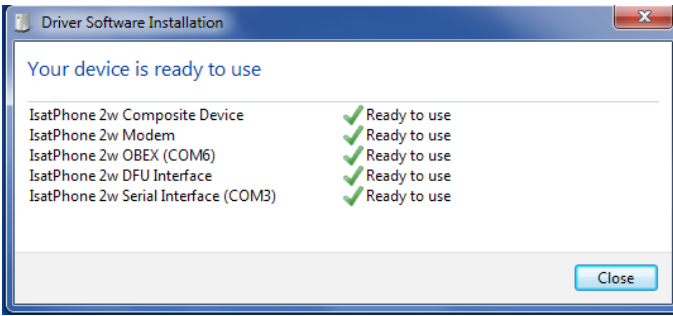 Driver Software Installation
Your device is ready to use
IsatPhone 2w Composite Device Ready to use
IsatPhone 2w Modem Ready to use
IsatPhone 2w OBEX (COM6) Ready to use
IsatPhone 2w DFU Interface Ready to use
IsatPhone 2w Serial Interface (COM3) Ready to use
Close